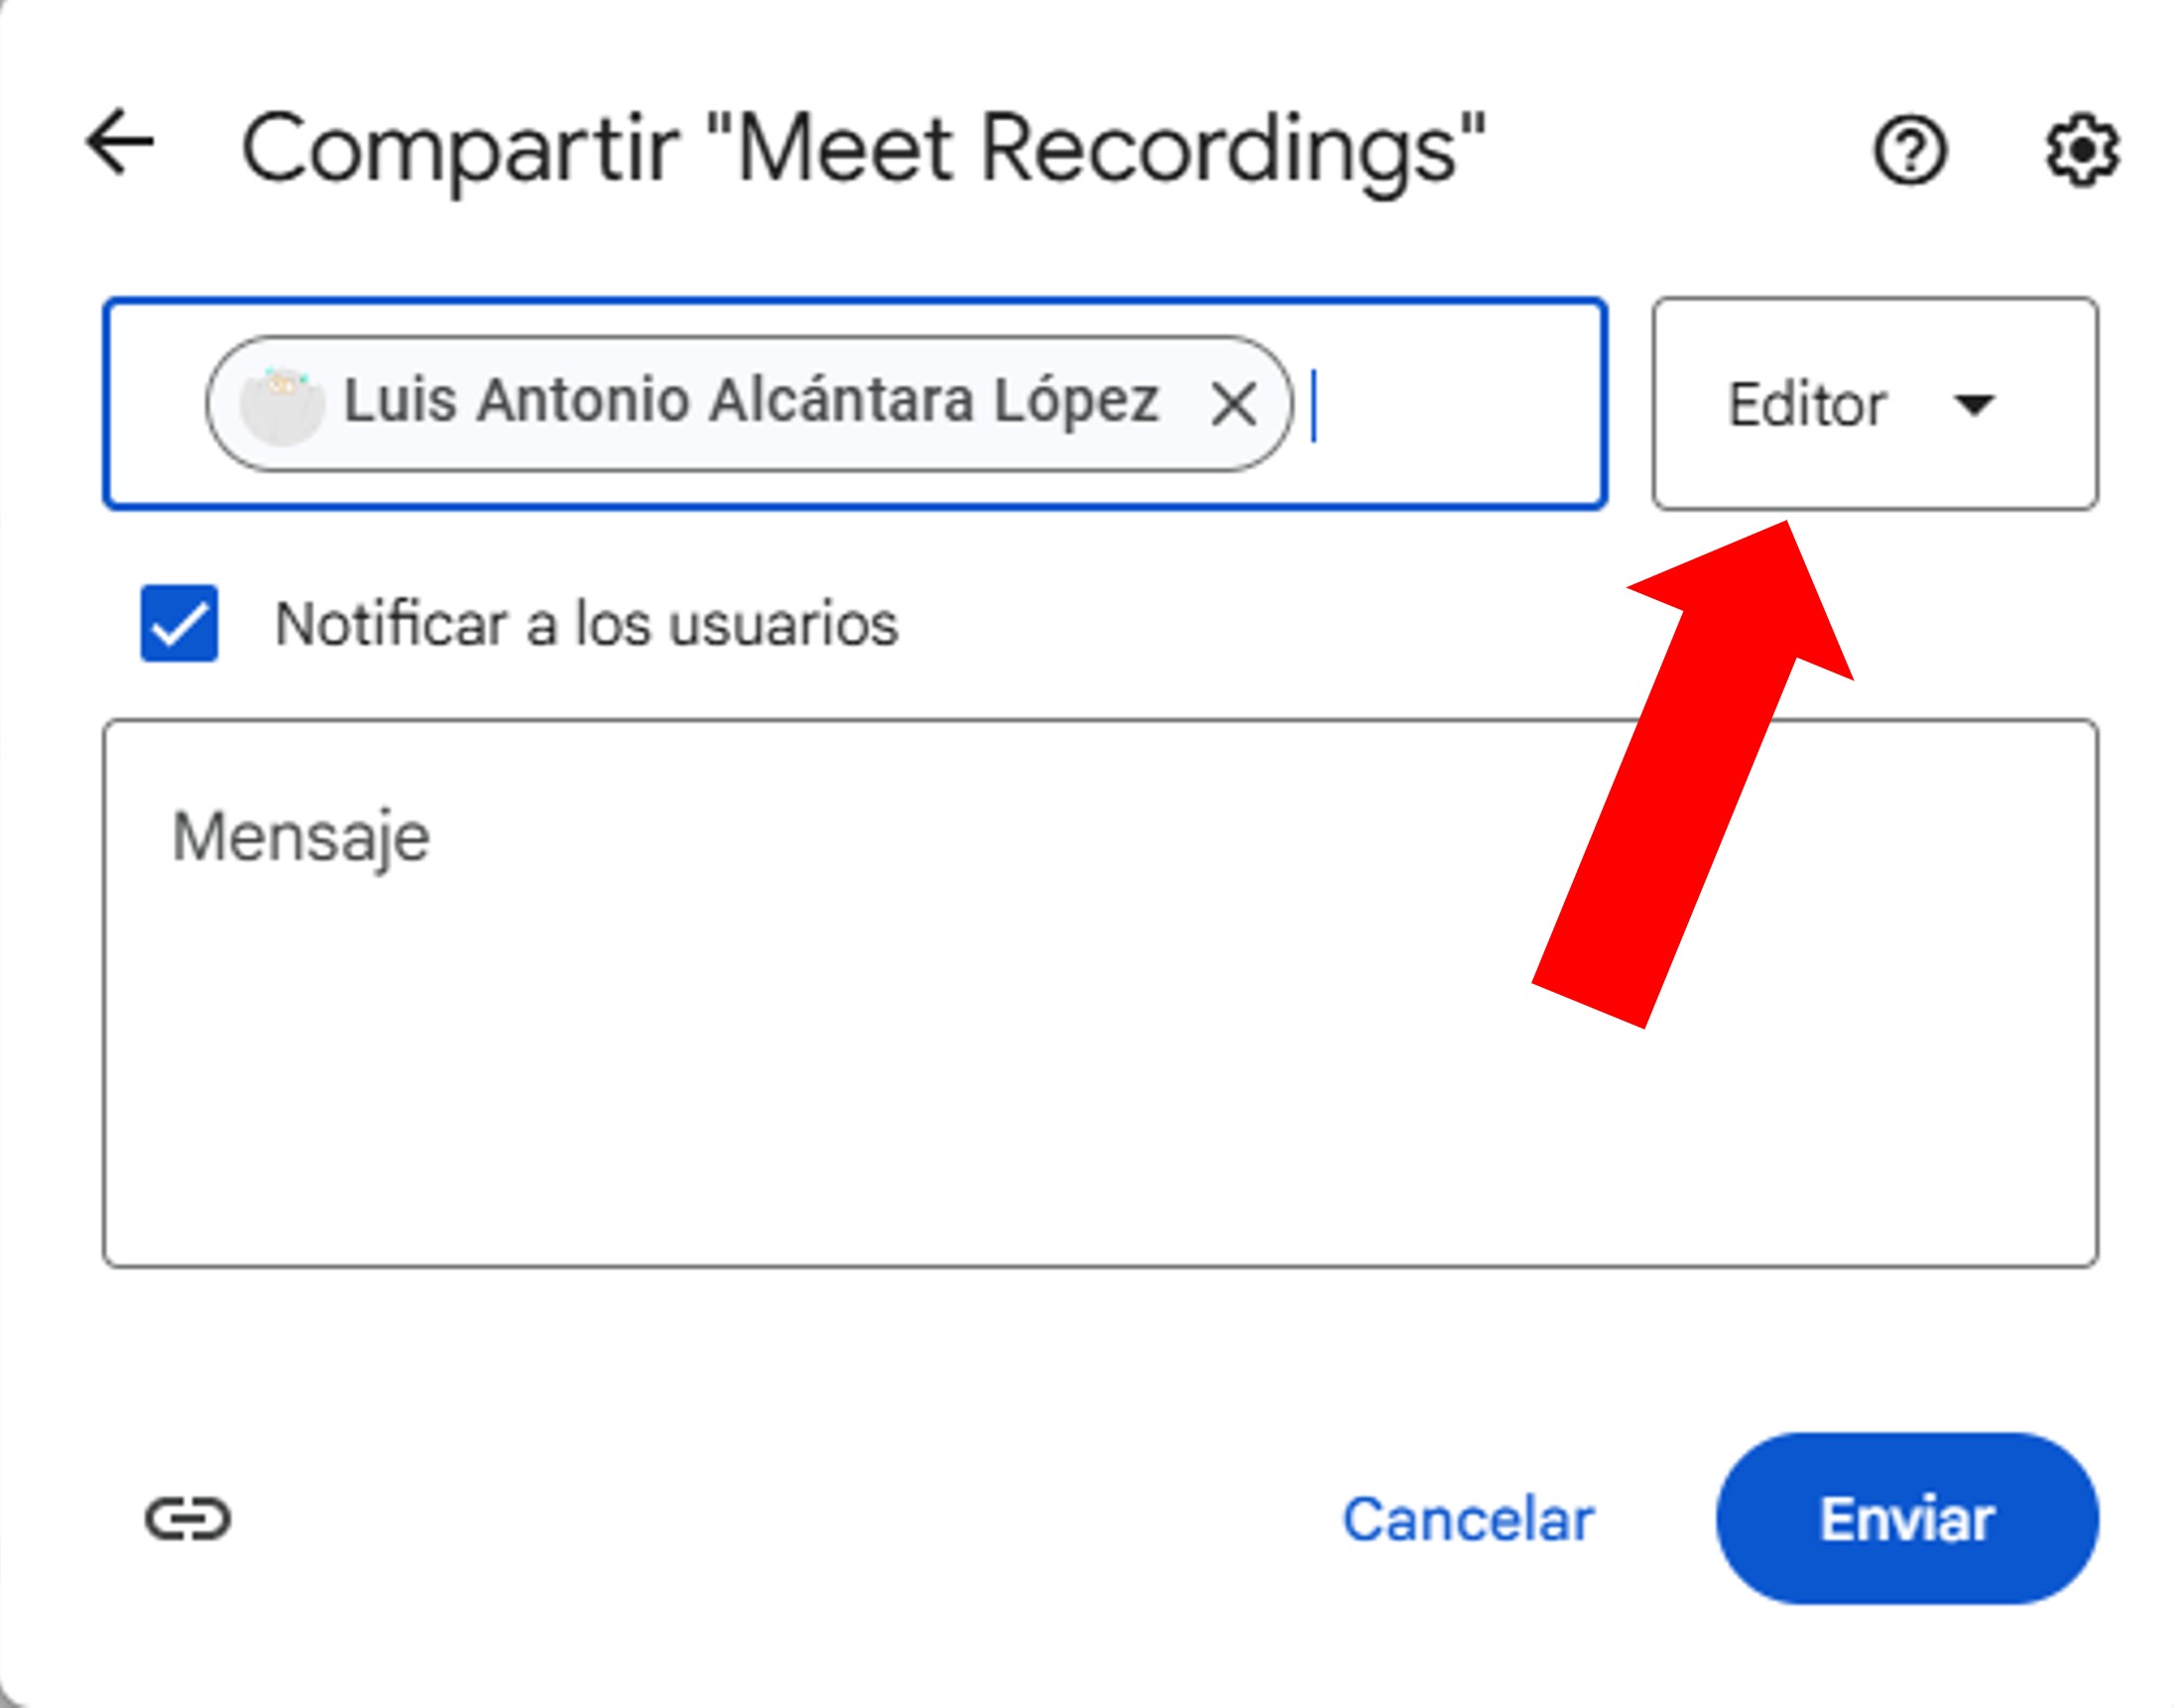 Compartir "Meet Recordings"
Luis Antonio Alcántara López
Editor
Notificar a los usuarios
Mensaje
Cancelar
Enviar